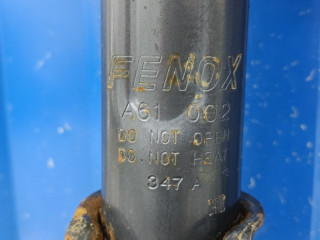 FENOX
A61 002
DO NOT OPEN
DO NOT HEAT
347 A